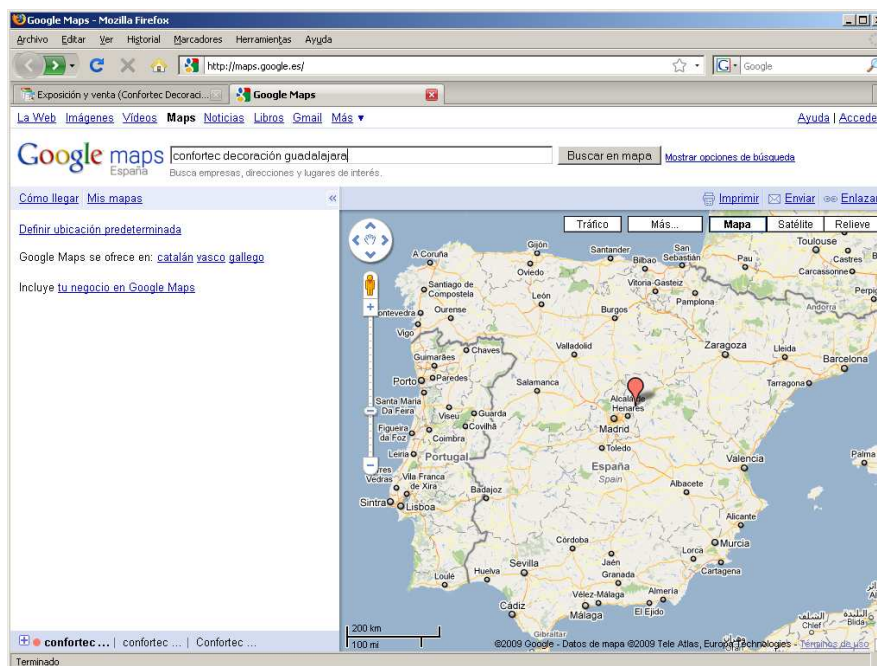 Google Maps - Mozilla Firefox
Archivo Editar Ver Historial Marcadores Herramientas Ayuda
http://maps.google.es/
G Google
Exposición y venta (Confortec Decoraci...
Google Maps
La Web Imágenes Vídeos Maps Noticias Libros Gmail Más ▼
Ayuda | Accede
Google maps
España
confortec decoración guadalajara
Buscar en mapa
Mostrar opciones de búsqueda
Busca empresas, direcciones y lugares de interés.
Cómo llegar Mis mapas
«
Imprimir Enviar Enlazar
Definir ubicación predeterminada
Google Maps se ofrece en: catalán vasco gallego
Incluye tu negocio en Google Maps
Tráfico Más... Mapa Satélite Relieve
A Coruña
Gijón
Santander
San Sebastián
Bilbao
Pau
Toulouse
Castres
Carcassonne
Oviedo
Santiago de Compostela
León
Vitoria-Gasteiz
Pamplona
Perpig
Andorra
ontevedra
Ourense
Burgos
Vigo
Chaves
Valladolid
Zaragoza
Lleida
Barcelona
Guimarães
Porto
Paredes
Salamanca
Tarragona
Alcalá de Henares
Santa Maria Da Feira
Viseu
Guarda
Covilhã
Madrid
Figueira da Foz
Coimbra
Toledo
Leiria
Portugal
España
Spain
Valencia
Palma
Vedras
Vila Franca de Xira
Badajoz
Albacete
Sintra
Lisboa
Alicante
Córdoba
Murcia
Lorca
Cartagena
Sevilla
Jaén
Granada
Loulé
Huelva
Vélez-Málaga
Almería
Cádiz
Málaga
El Ejido
Gibraltar
Chlef
البليدة
Blida
200 km
100 mi
©2009 Google - Datos de mapa ©2009 Tele Atlas, Europa Technologies - Términos de uso
confortec ... | confortec ... | Confortec ...
Terminado